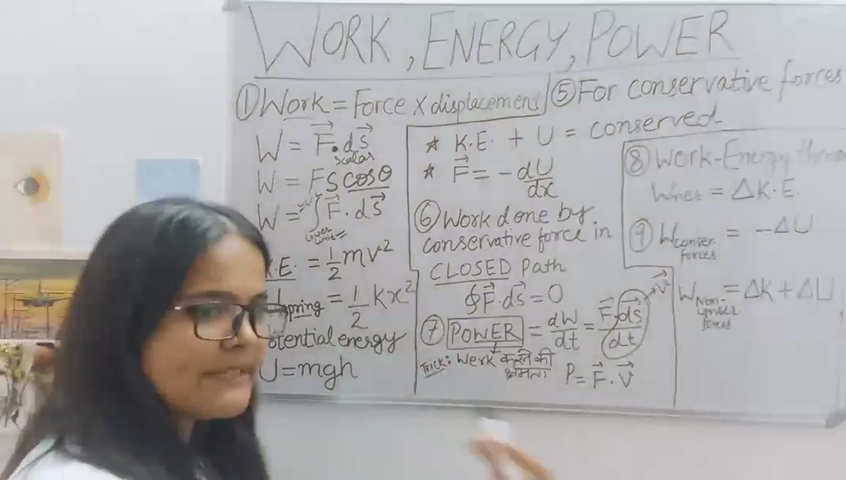 WORK, ENERGY, POWER
① Work = Force × displacement
W = F⃗ . ds⃗
scalar
W = FS cosθ
W = ∫ F⃗ . ds⃗
K.E. = 1/2 mv²
spring = 1/2 kx²
otential energy
U = mgh
⑤ For conservative forces
* K.E. + U = conserved
* F⃗ = -dU/dx
⑥ Work done by
conservative force in
CLOSED Path
∮ F⃗ . ds⃗ = 0
⑦ POWER = dW/dt = F⃗.ds⃗/dt v⃗
Trick: Work करने की
क्षमता
P = F⃗ . v⃗
⑧ Work-Energy
Wnet = ΔK.E.
⑨ Wconser. forces = -ΔU
WNon-conser. forces = ΔK + ΔU